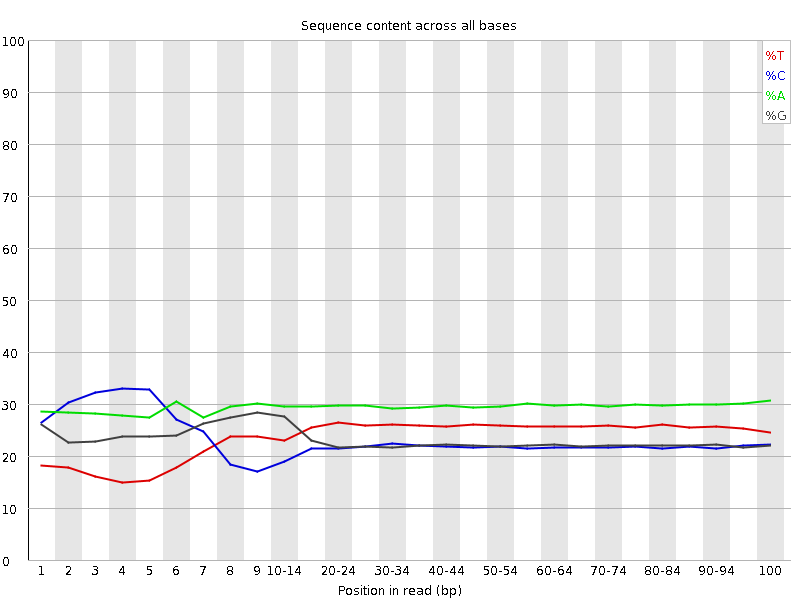 Sequence content across all bases
100
90
80
70
60
50
40
30
20
10
0
%T
%C
%A
%G
1 2 3 4 5 6 7 8 9 10-14 20-24 30-34 40-44 50-54 60-64 70-74 80-84 90-94 100
Position in read (bp)